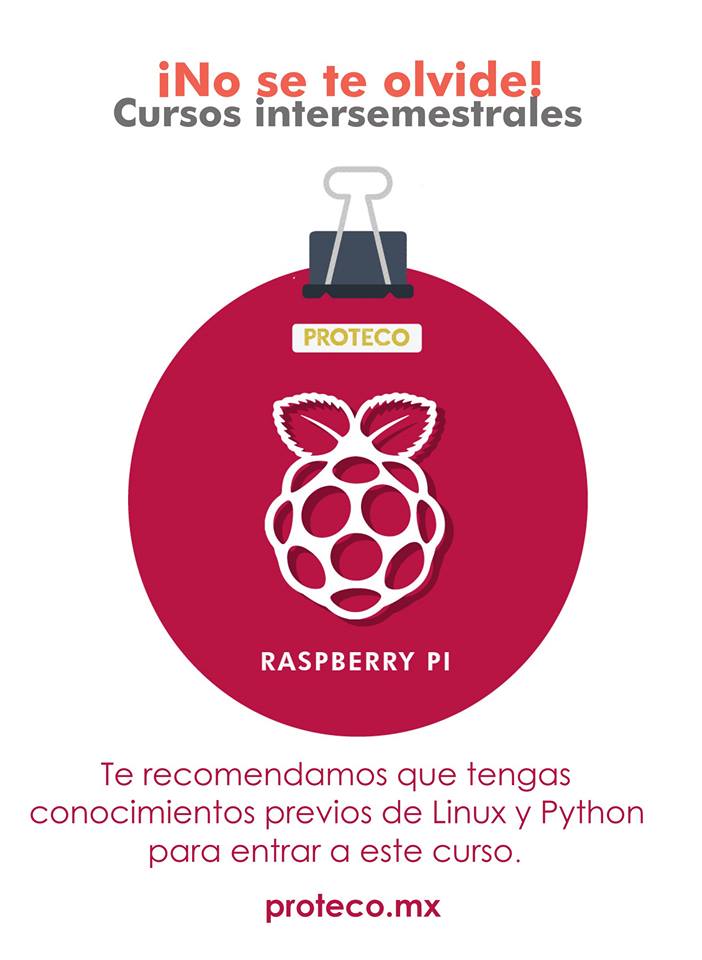 ¡No se te olvide!
Cursos intersemestrales
PROTECO
RASPBERRY PI
Te recomendamos que tengas
conocimientos previos de Linux y Python
para entrar a este curso.
proteco.mx